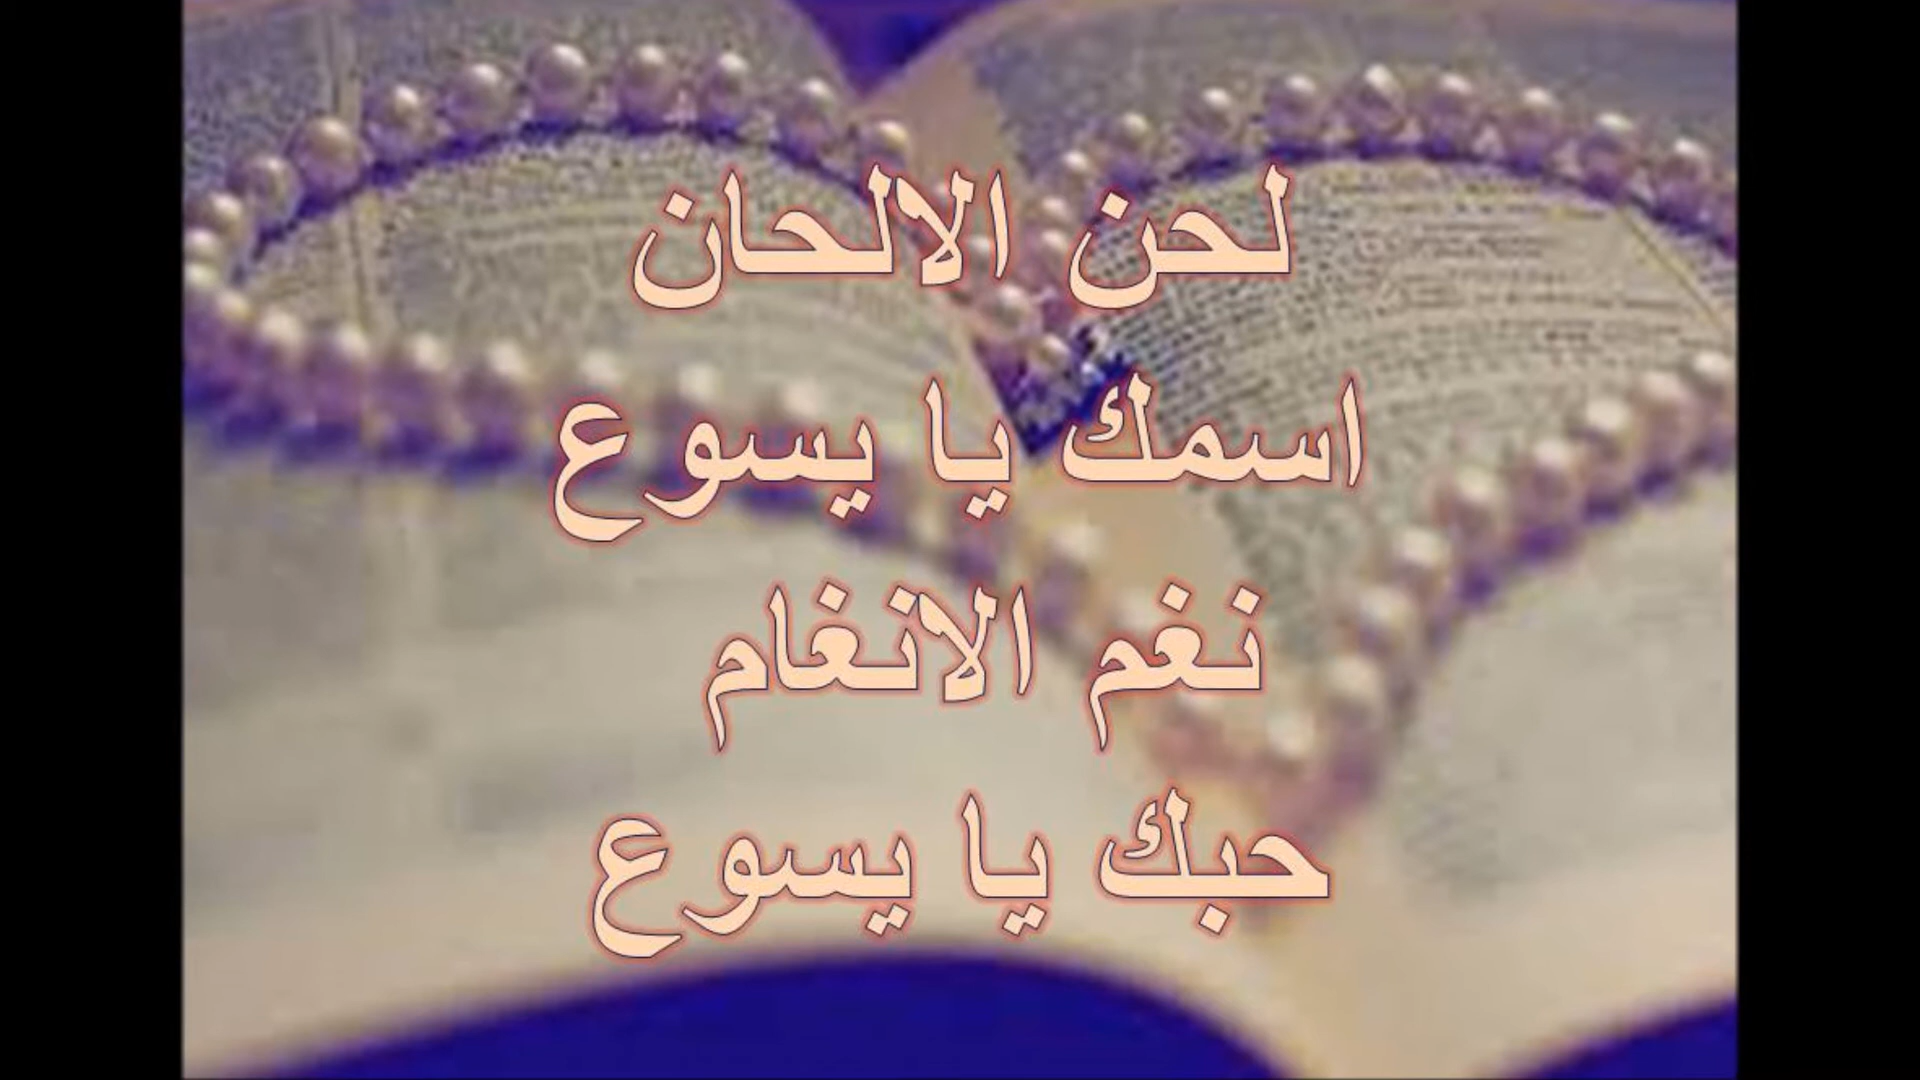 لحن الالحان
اسمك يا يسوع
نغم الانغام
حبك يا يسوع